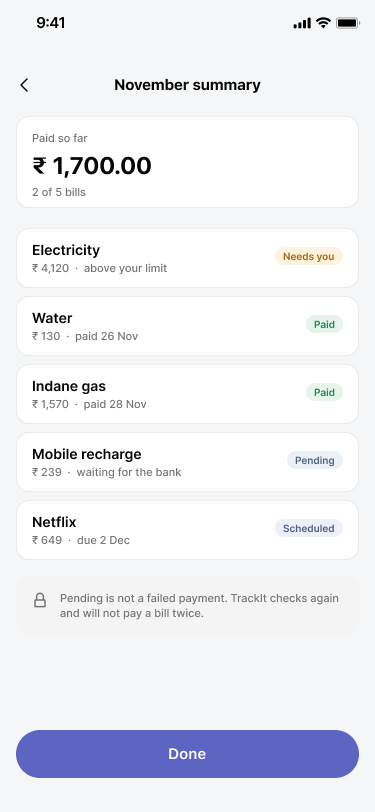 9:41
November summary
Paid so far
₹ 1,700.00
2 of 5 bills
Electricity
₹ 4,120 · above your limit
Needs you
Water
₹ 130 · paid 26 Nov
Paid
Indane gas
₹ 1,570 · paid 28 Nov
Paid
Mobile recharge
₹ 239 · waiting for the bank
Pending
Netflix
₹ 649 · due 2 Dec
Scheduled
Pending is not a failed payment. TrackIt checks again
and will not pay a bill twice.
Done